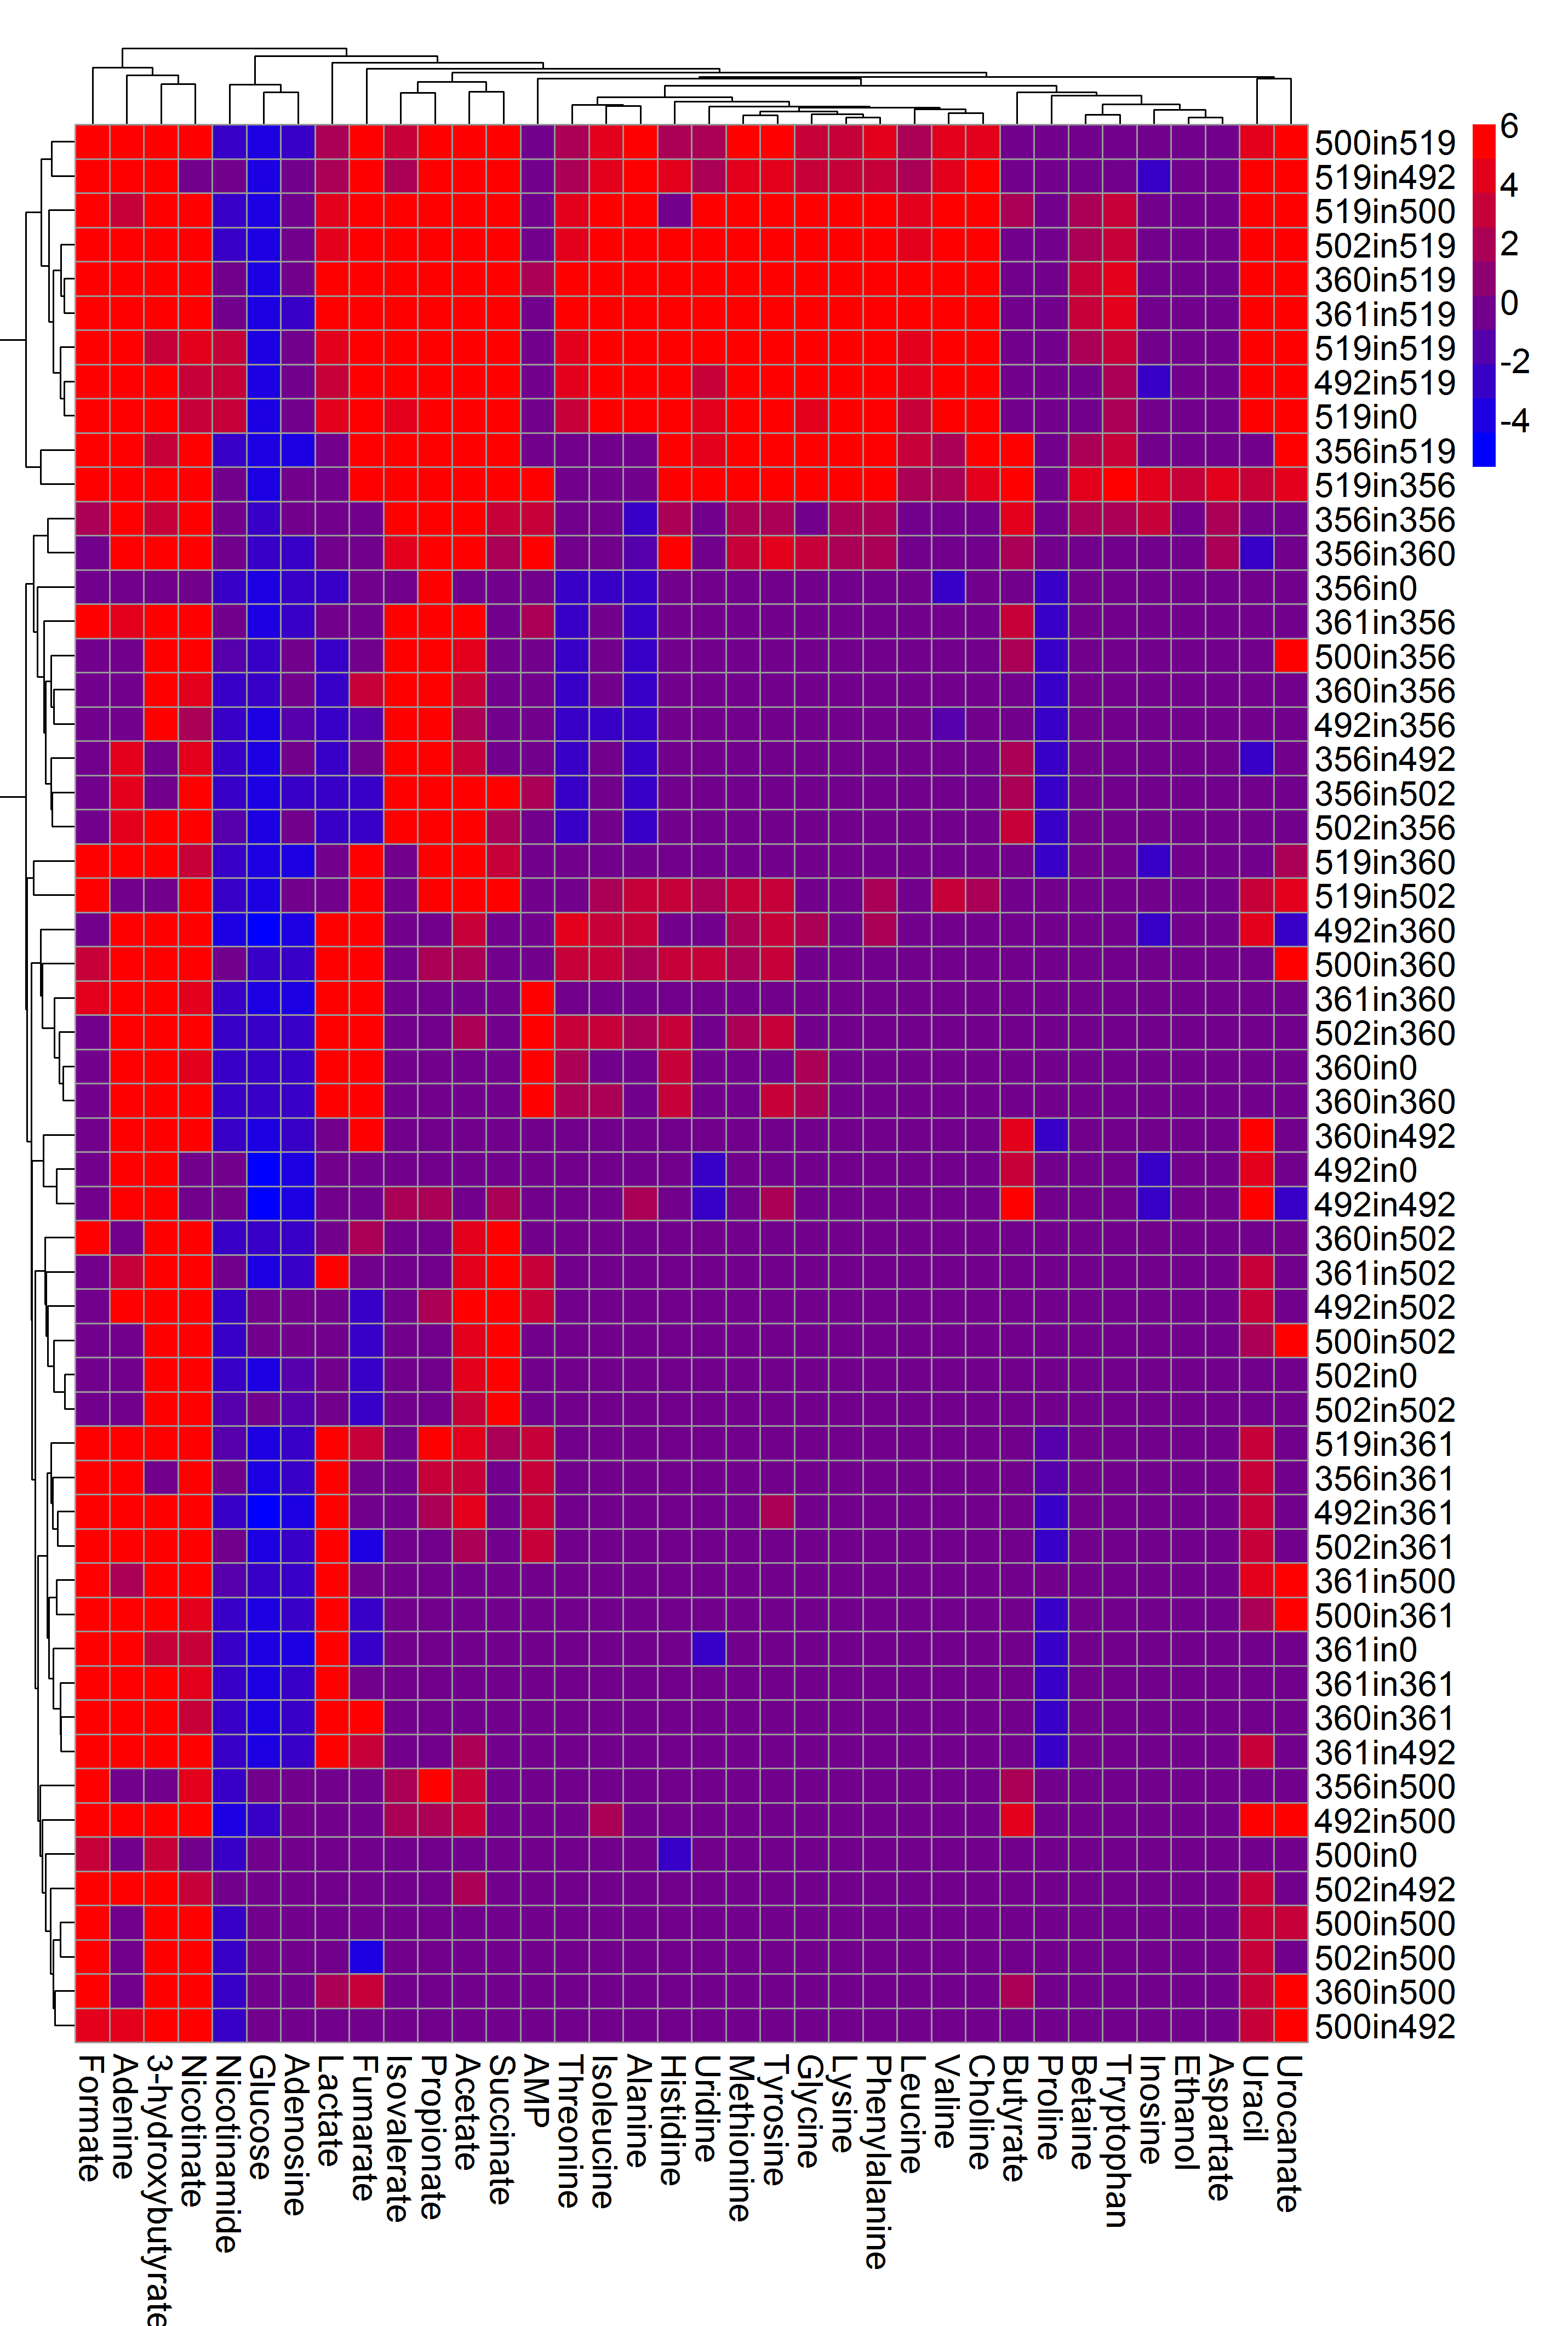 6
4
2
0
-2
-4
500in519
519in492
519in500
502in519
360in519
361in519
519in519
492in519
519in0
356in519
519in356
356in356
356in360
356in0
361in356
500in356
360in356
492in356
356in492
356in502
502in356
519in360
519in502
492in360
500in360
361in360
502in360
360in0
360in360
360in492
492in0
492in492
360in502
361in502
492in502
500in502
502in0
502in502
519in361
356in361
492in361
502in361
361in500
500in361
361in0
361in361
360in361
361in492
356in500
492in500
500in0
502in492
500in500
502in500
360in500
500in492
Formate
Adenine
3-hydroxybutyrate
Nicotinate
Nicotinamide
Glucose
Adenosine
Lactate
Fumarate
Isovalerate
Propionate
Acetate
Succinate
AMP
Threonine
Isoleucine
Alanine
Histidine
Uridine
Methionine
Tyrosine
Glycine
Lysine
Phenylalanine
Leucine
Valine
Choline
Butyrate
Proline
Betaine
Tryptophan
Inosine
Ethanol
Aspartate
Uracil
Urocanate